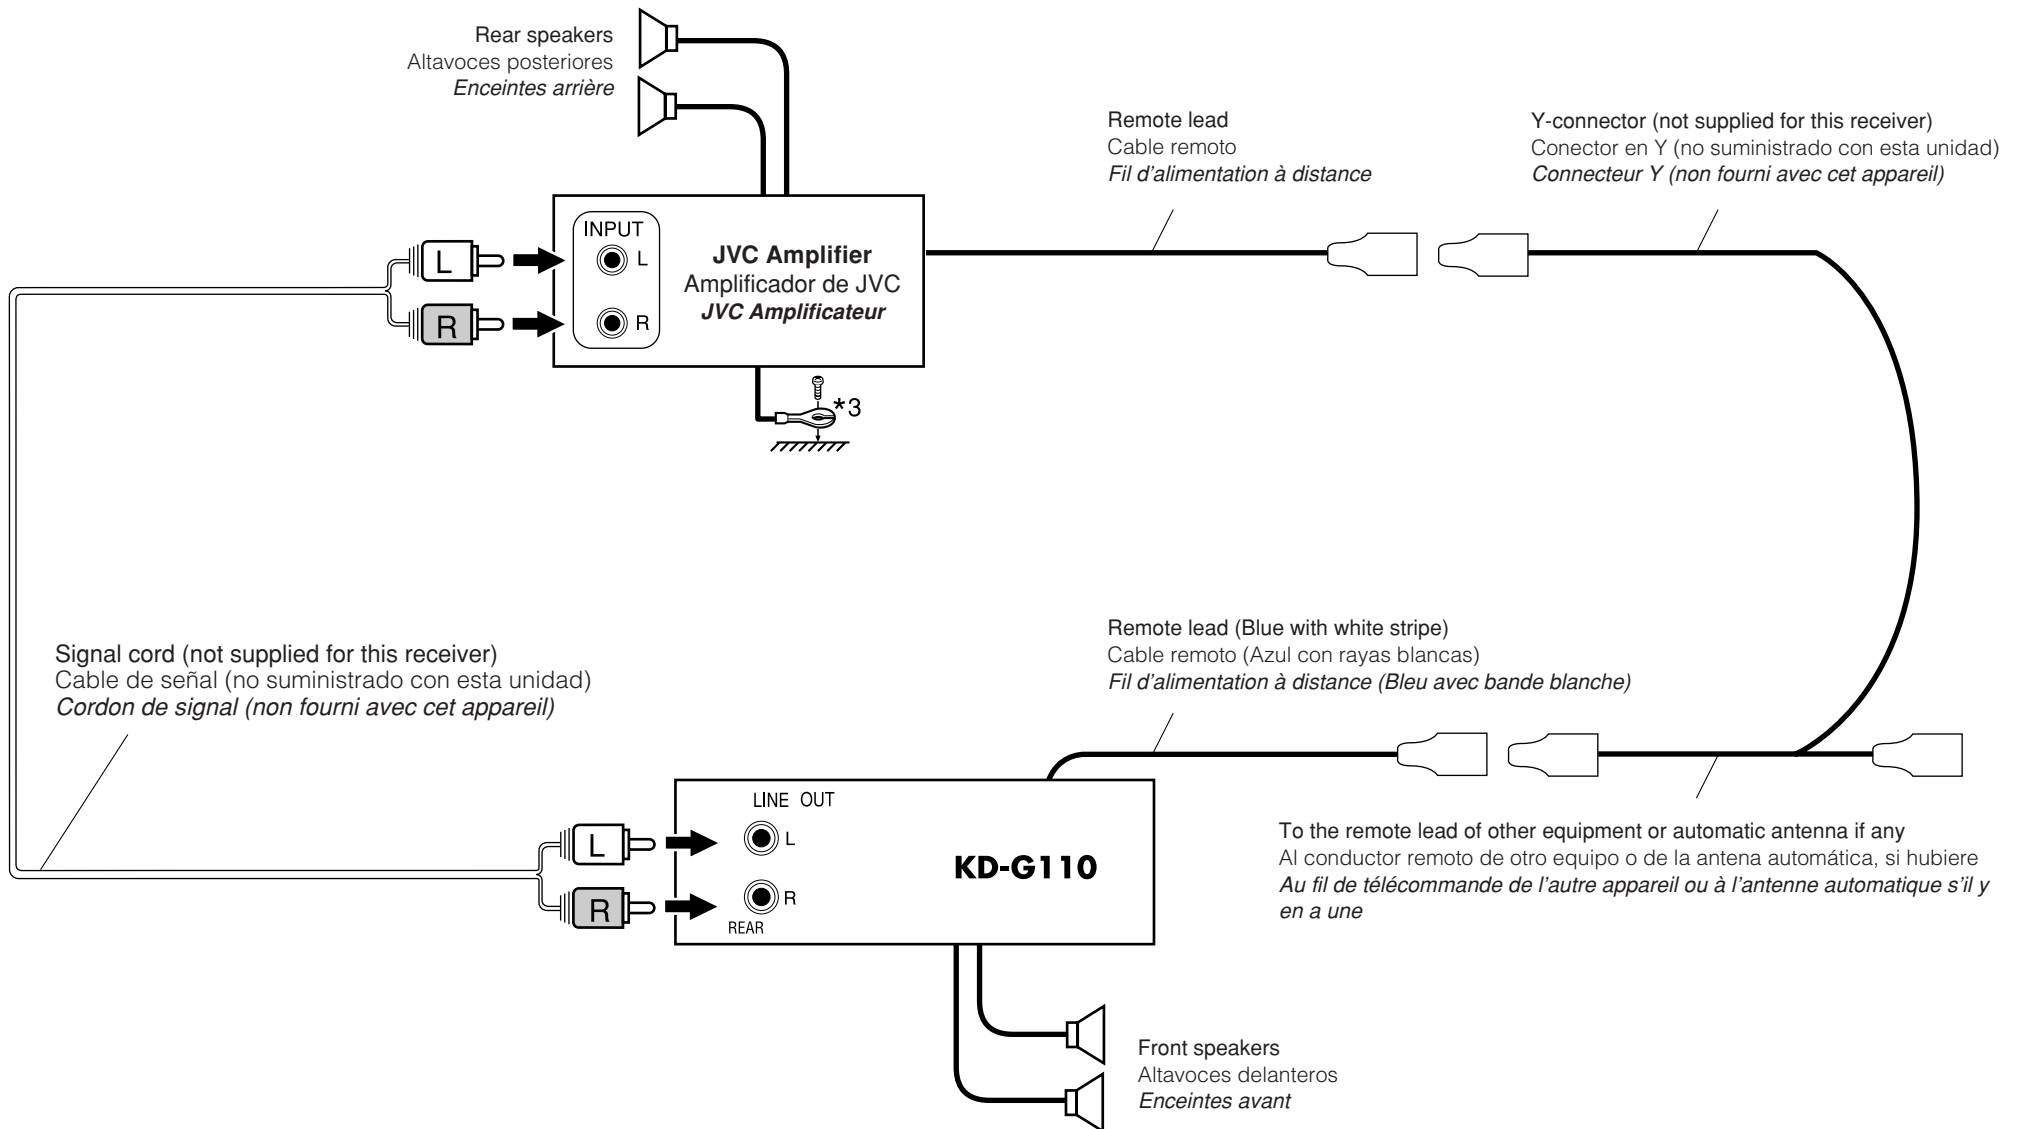 Rear speakers
Altavoces posteriores
Enceintes arrière
Remote lead
Cable remoto
Fil d’alimentation à distance
Y-connector (not supplied for this receiver)
Conector en Y (no suministrado con esta unidad)
Connecteur Y (non fourni avec cet appareil)
INPUT
L
L
R
R
JVC Amplifier
Amplificador de JVC
JVC Amplificateur
*3
Signal cord (not supplied for this receiver)
Cable de señal (no suministrado con esta unidad)
Cordon de signal (non fourni avec cet appareil)
Remote lead (Blue with white stripe)
Cable remoto (Azul con rayas blancas)
Fil d’alimentation à distance (Bleu avec bande blanche)
LINE OUT
L
L
R
R
REAR
KD-G110
To the remote lead of other equipment or automatic antenna if any
Al conductor remoto de otro equipo o de la antena automática, si hubiere
Au fil de télécommande de l’autre appareil ou à l’antenne automatique s’il y
en a une
Front speakers
Altavoces delanteros
Enceintes avant